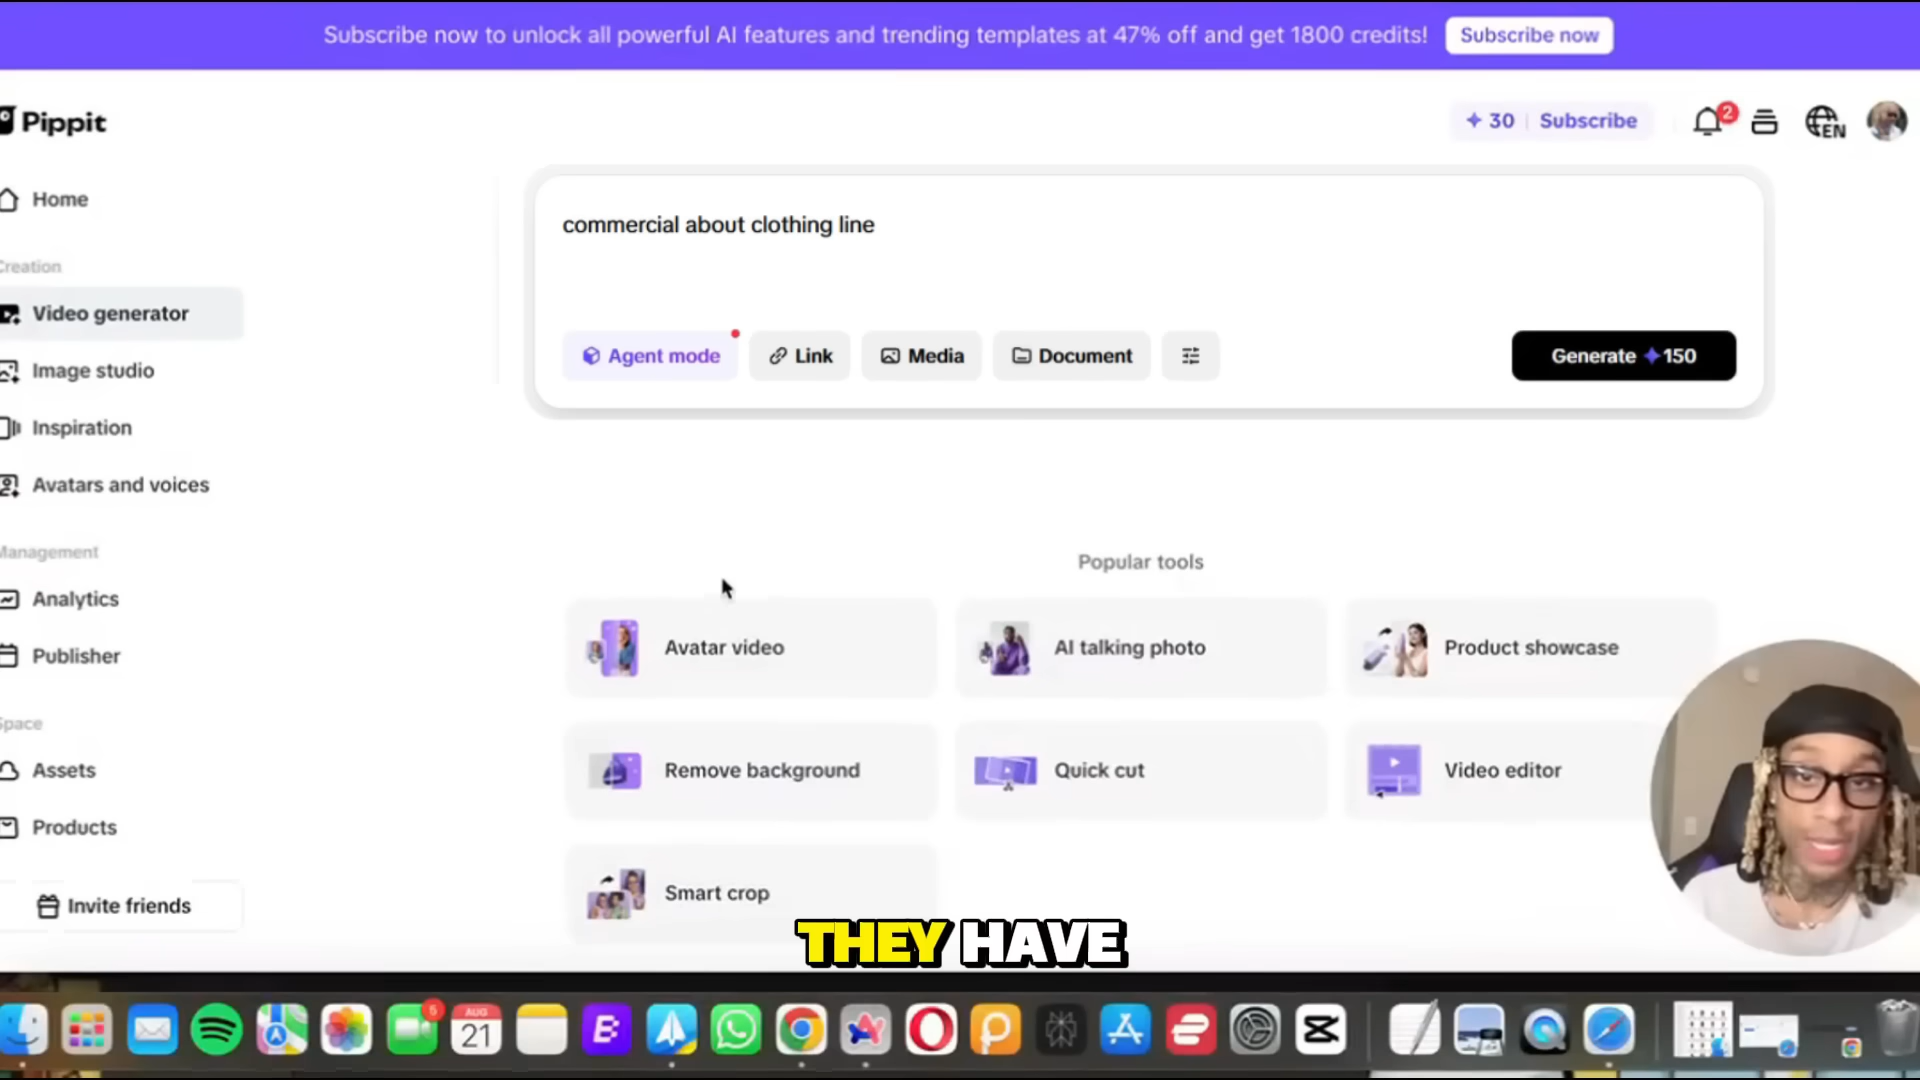 Subscribe now to unlock all powerful AI features and trending templates at 47% off and get 1800 credits! Subscribe now
Pippit
30 Subscribe
2
EN
Home
commercial about clothing line
Creation
Video generator
Agent mode Link Media Document Generate 150
Image studio
Inspiration
Avatars and voices
Management
Popular tools
Analytics
Avatar video AI talking photo Product showcase
Publisher
Space
Assets
Remove background Quick cut Video editor
Products
Smart crop
Invite friends
THEY HAVE
AUG
21